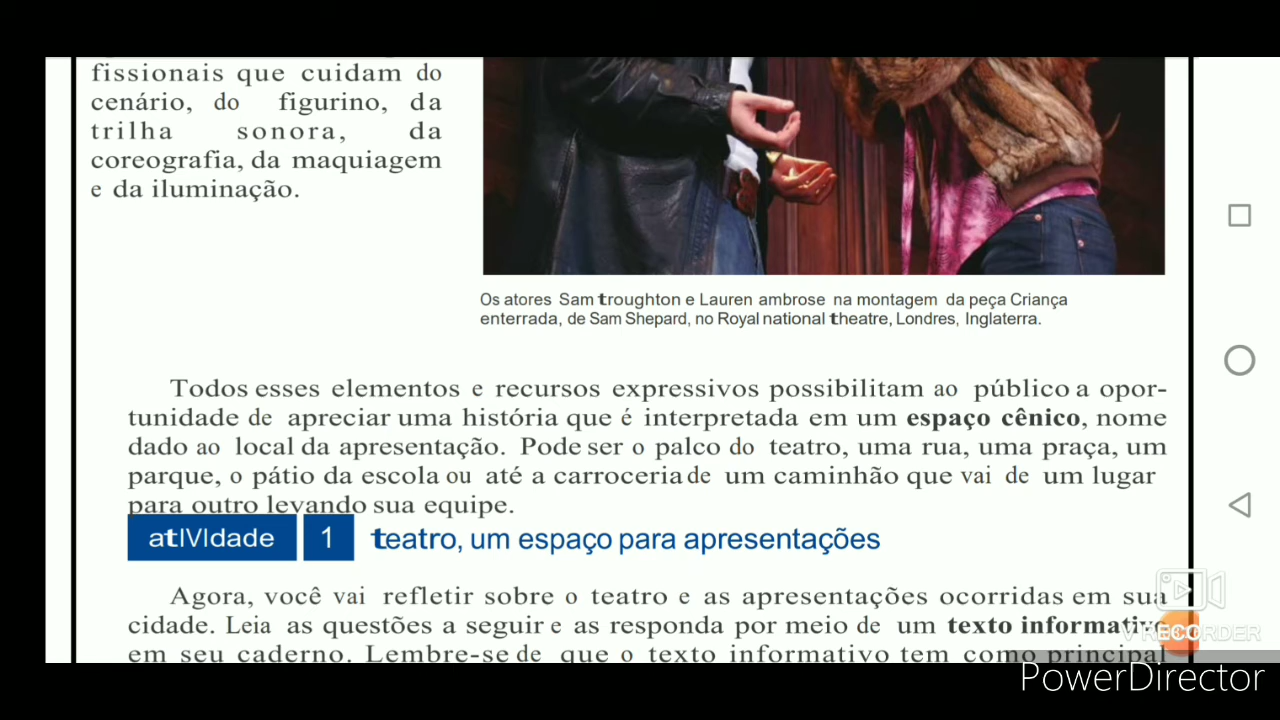 fissionais que cuidam do
cenário, do figurino, da
trilha sonora, da
coreografia, da maquiagem
e da iluminação.
Os atores Sam troughton e Lauren ambrose na montagem da peça Criança
enterrada, de Sam Shepard, no Royal national theatre, Londres, Inglaterra.
Todos esses elementos e recursos expressivos possibilitam ao público a opor-
tunidade de apreciar uma história que é interpretada em um espaço cênico, nome
dado ao local da apresentação. Pode ser o palco do teatro, uma rua, uma praça, um
parque, o pátio da escola ou até a carroceria de um caminhão que vai de um lugar
para outro levando sua equipe.
atIVIdade 1 teatro, um espaço para apresentações
Agora, você vai refletir sobre o teatro e as apresentações ocorridas em sua
cidade. Leia as questões a seguir e as responda por meio de um texto informativo
em seu caderno. Lembre-se de que o texto informativo tem como principal
V RECORDER
PowerDirector